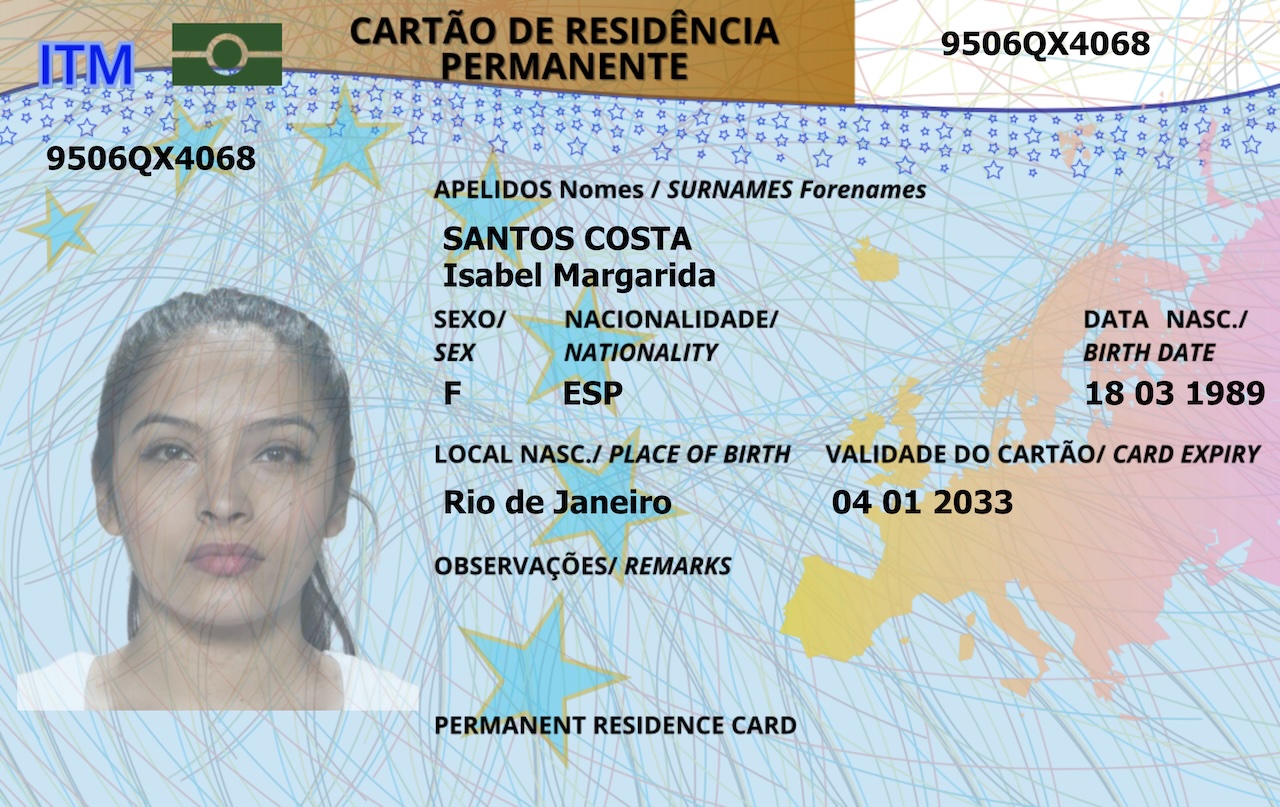 ITM
CARTÃO DE RESIDÊNCIA
PERMANENTE
9506QX4068
9506QX4068
APELIDOS Nomes / SURNAMES Forenames
SANTOS COSTA
Isabel Margarida
SEXO/ NACIONALIDADE/ DATA NASC./
SEX NATIONALITY BIRTH DATE
F ESP 18 03 1989
LOCAL NASC./ PLACE OF BIRTH VALIDADE DO CARTÃO/ CARD EXPIRY
Rio de Janeiro 04 01 2033
OBSERVAÇÕES/ REMARKS
PERMANENT RESIDENCE CARD